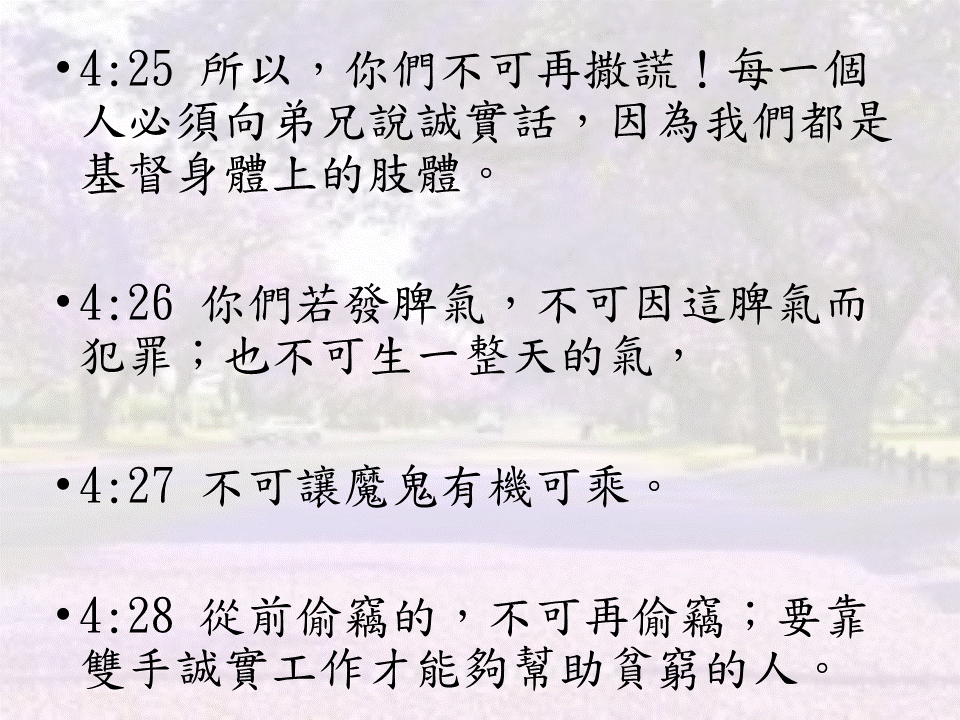 •4:25 所以，你們不可再撒謊！每一個
人必須向弟兄說誠實話，因為我們都是
基督身體上的肢體。
•4:26 你們若發脾氣，不可因這脾氣而
犯罪；也不可生一整天的氣，
•4:27 不可讓魔鬼有機可乘。
•4:28 從前偷竊的，不可再偷竊；要靠
雙手誠實工作才能夠幫助貧窮的人。